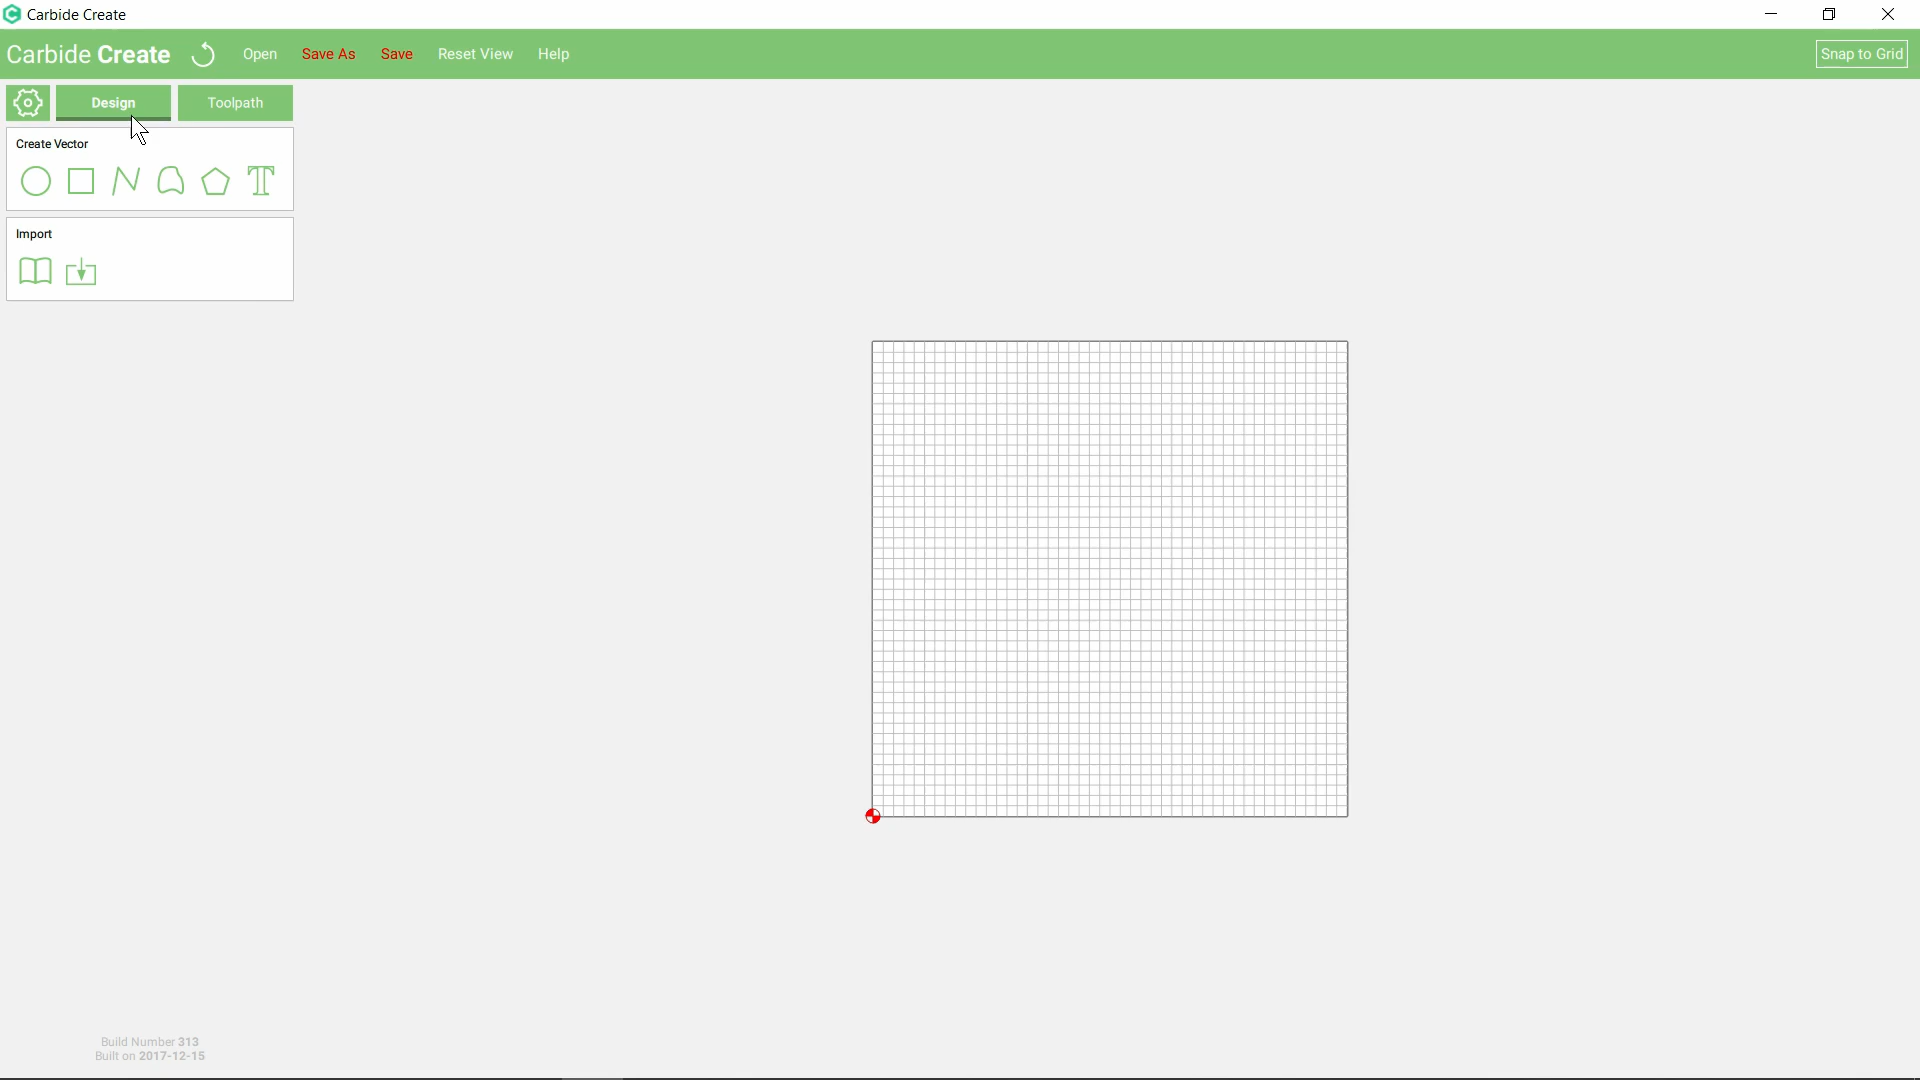 Carbide Create
Carbide Create Open Save As Save Reset View Help Snap to Grid
Design Toolpath
Create Vector
Import
Build Number 313
Built on 2017-12-15